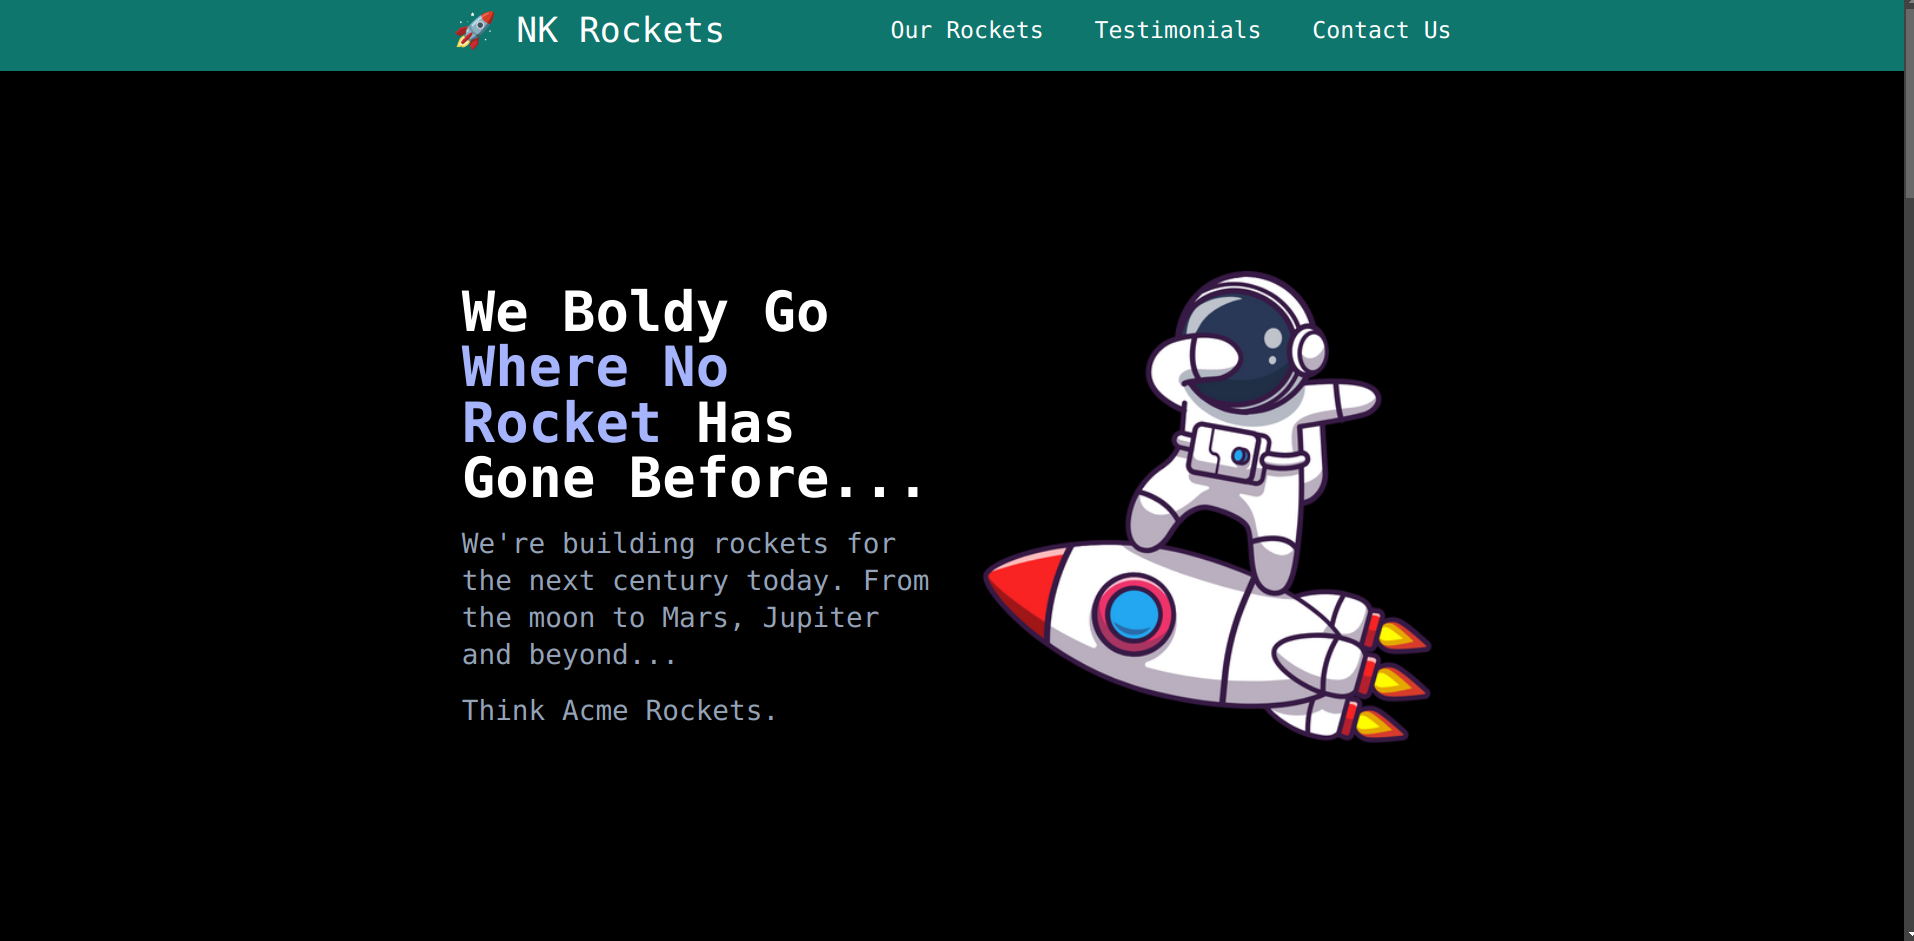 🚀 NK Rockets
Our Rockets
Testimonials
Contact Us
We Boldy Go
Where No
Rocket Has
Gone Before...
We're building rockets for
the next century today. From
the moon to Mars, Jupiter
and beyond...
Think Acme Rockets.